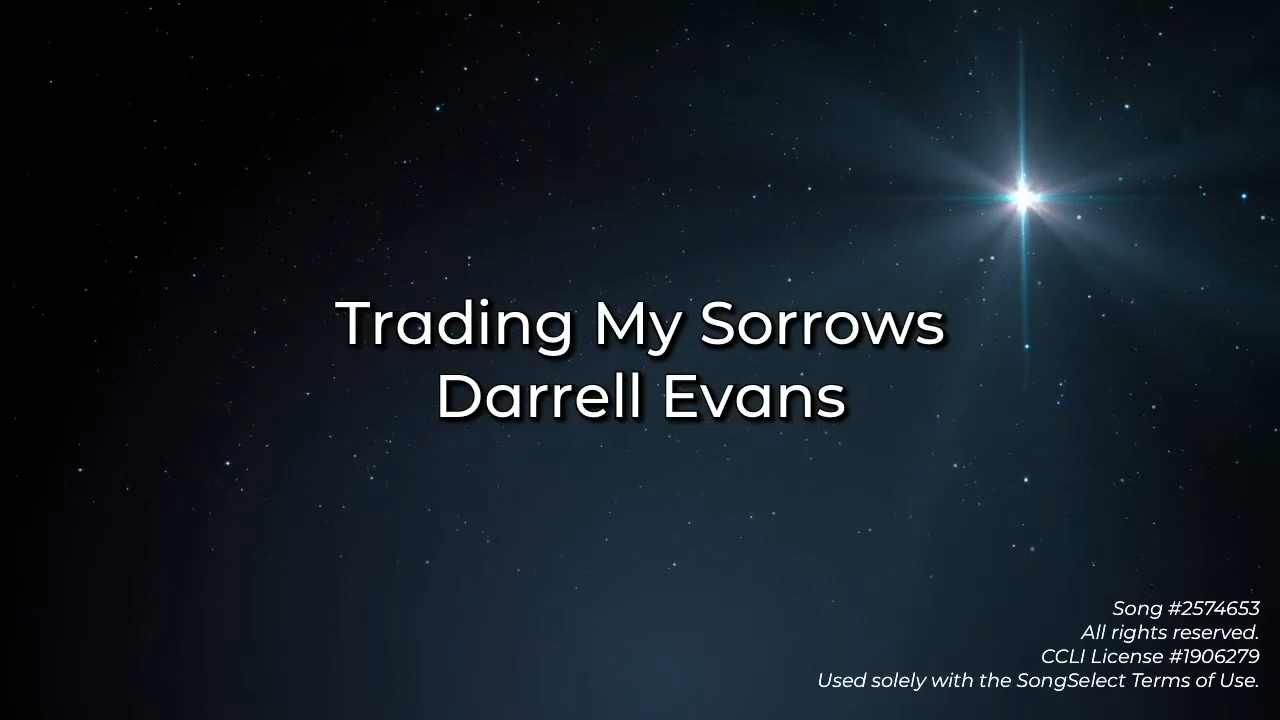 Trading My Sorrows
Darrell Evans
Song #2574653
All rights reserved.
CCLI License #1906279
Used solely with the SongSelect Terms of Use.